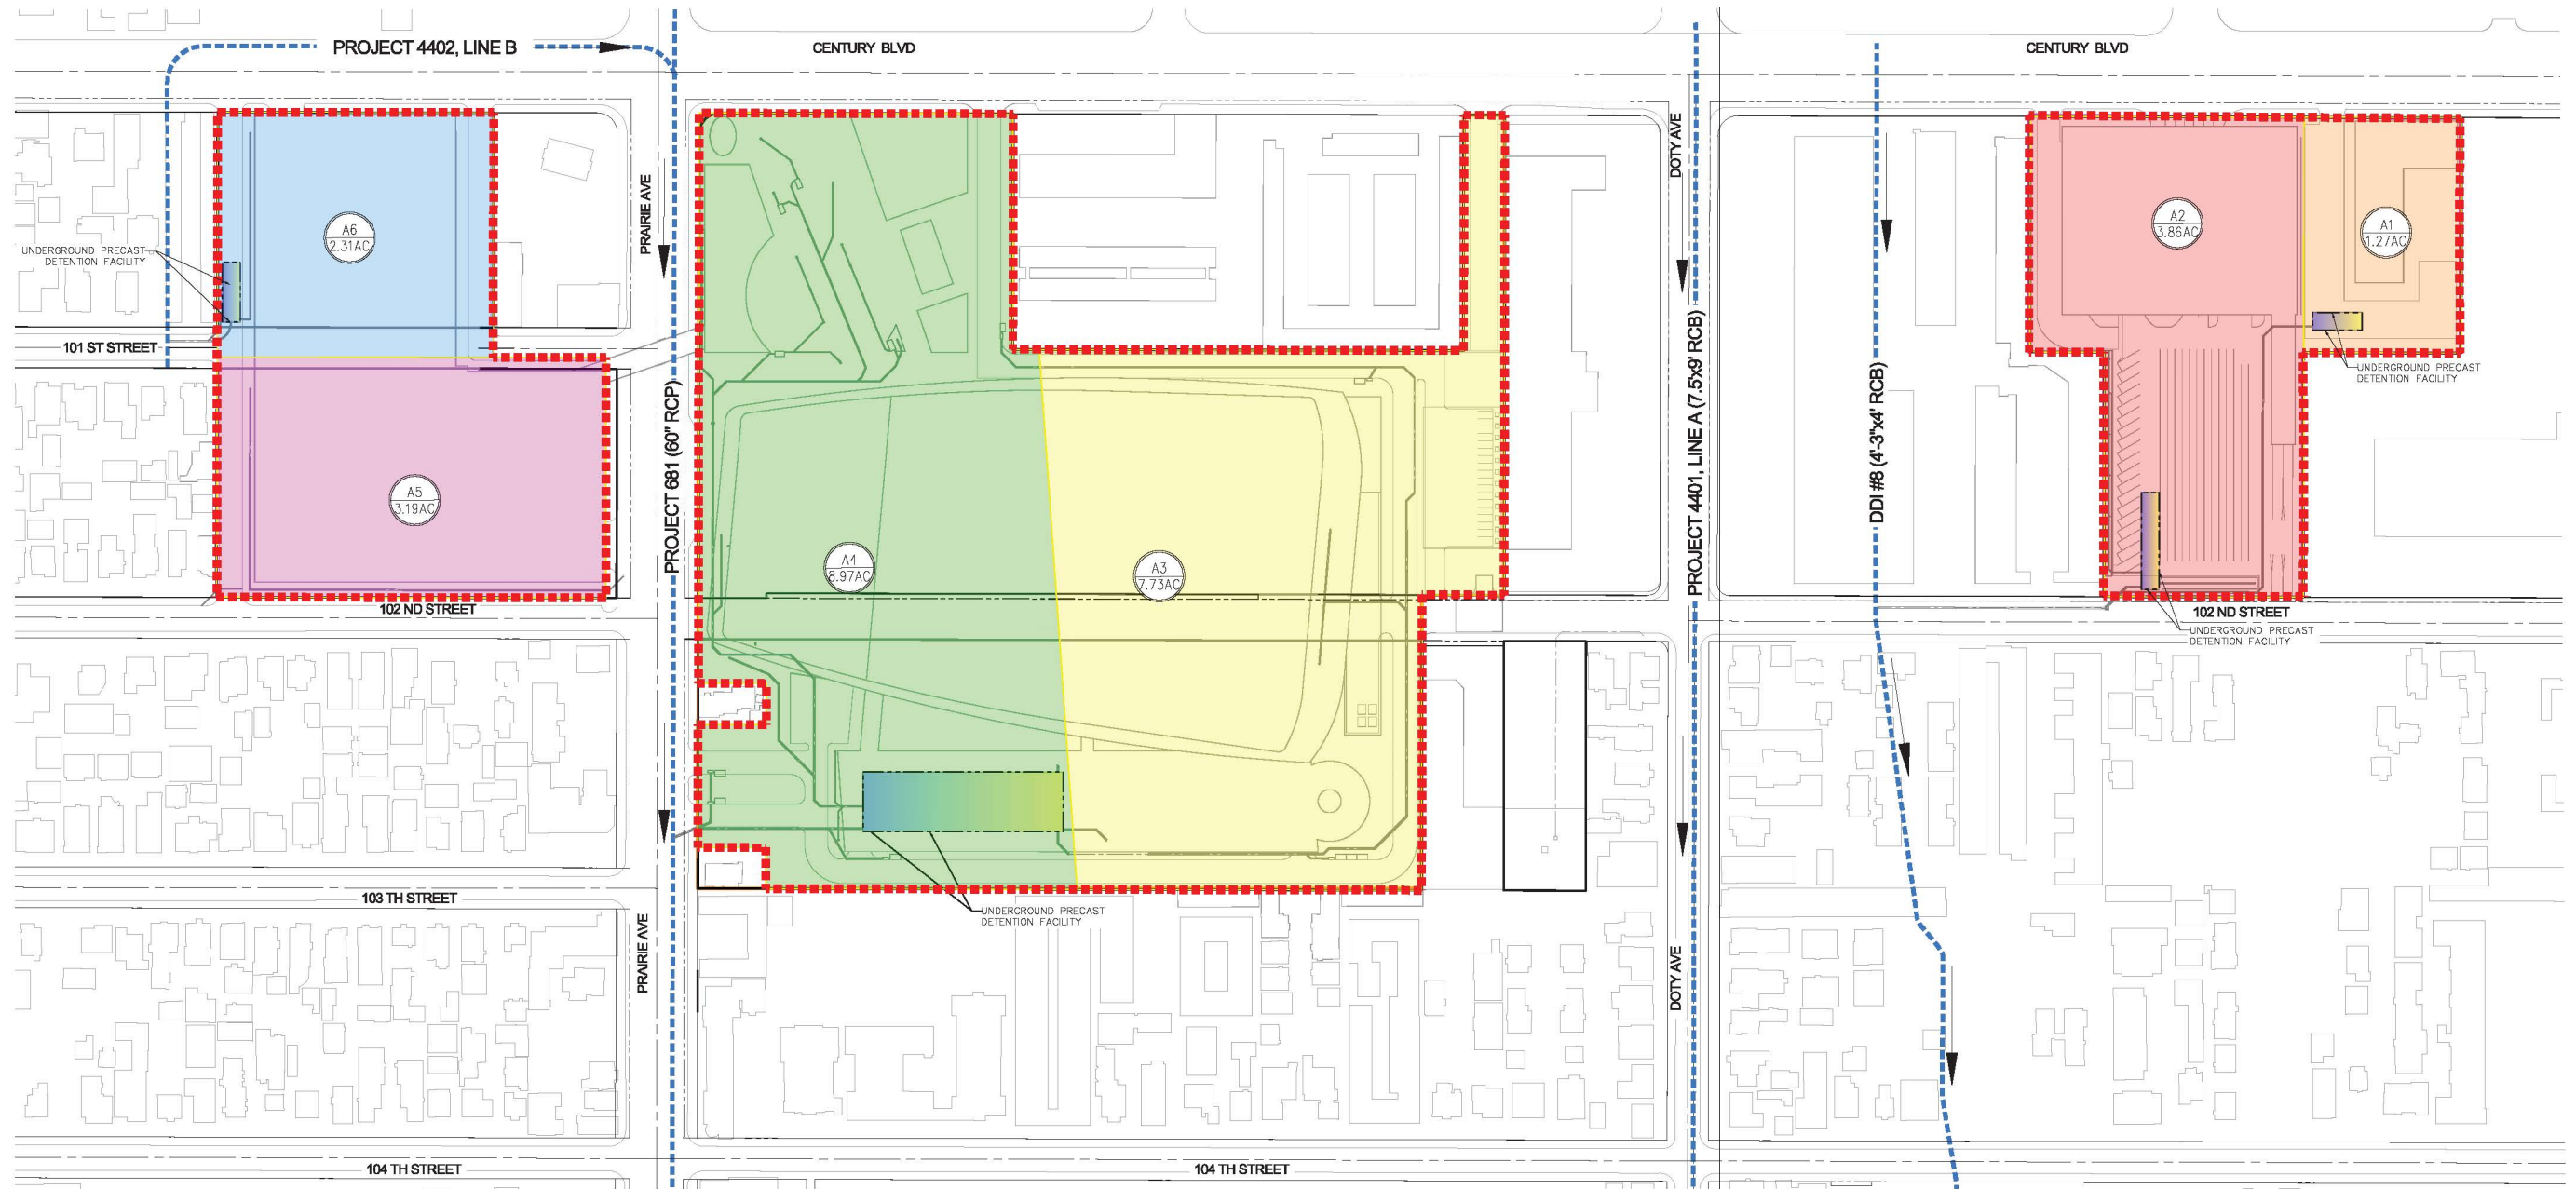 PROJECT 4402, LINE B
CENTURY BLVD
CENTURY BLVD
PRAIRIE AVE
DOTY AVE
A6
2.31AC
UNDERGROUND PRECAST
DETENTION FACILITY
101 ST STREET
A5
3.19AC
102 ND STREET
PROJECT 681 (60" RCP)
A4
8.97AC
A3
7.73AC
PROJECT 4401, LINE A (7.5x9' RCB)
DDI #8 (4'-3"x4' RCB)
A2
3.86AC
A1
1.27AC
UNDERGROUND PRECAST
DETENTION FACILITY
102 ND STREET
UNDERGROUND PRECAST
DETENTION FACILITY
UNDERGROUND PRECAST
DETENTION FACILITY
103 TH STREET
PRAIRIE AVE
DOTY AVE
104 TH STREET
104 TH STREET